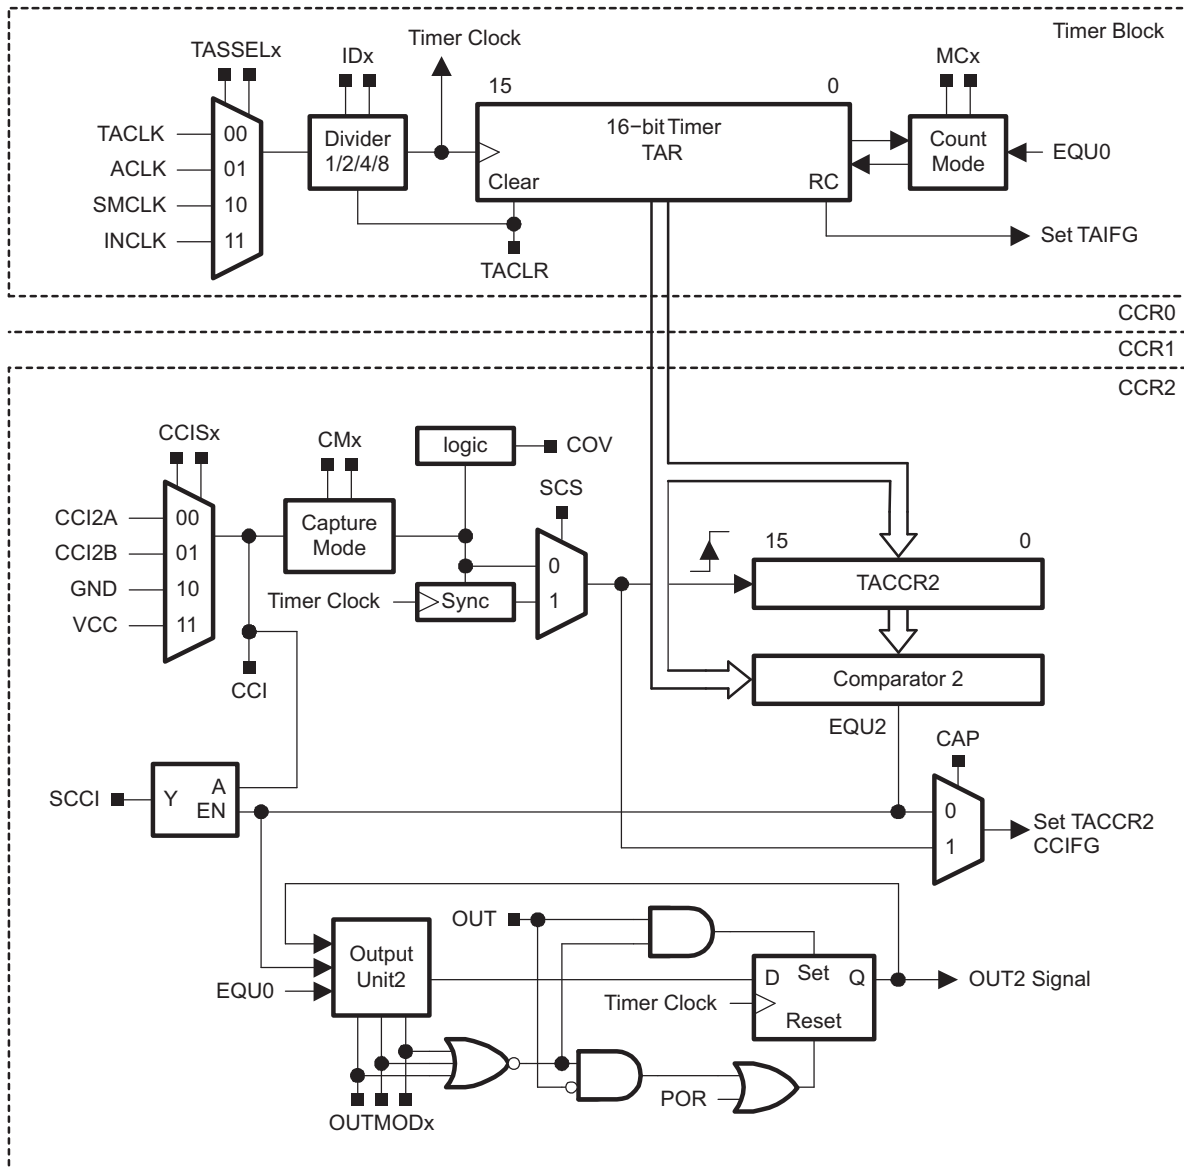 Timer Block
Timer Clock
TASSELx
IDx
15
0
MCx
TACLK
00
ACLK
01
SMCLK
10
INCLK
11
Divider
1/2/4/8
16−bit Timer
TAR
Clear
RC
Count
Mode
EQU0
Set TAIFG
TACLR
CCR0
CCR1
CCR2
CCISx
CMx
logic
COV
SCS
CCI2A
00
CCI2B
01
GND
10
VCC
11
Capture
Mode
0
1
Timer Clock
Sync
15
0
TACCR2
CCI
Comparator 2
EQU2
CAP
SCCI
Y
A
EN
0
1
Set TACCR2
CCIFG
OUT
Output
Unit2
EQU0
D
Set
Q
OUT2 Signal
Timer Clock
Reset
POR
OUTMODx